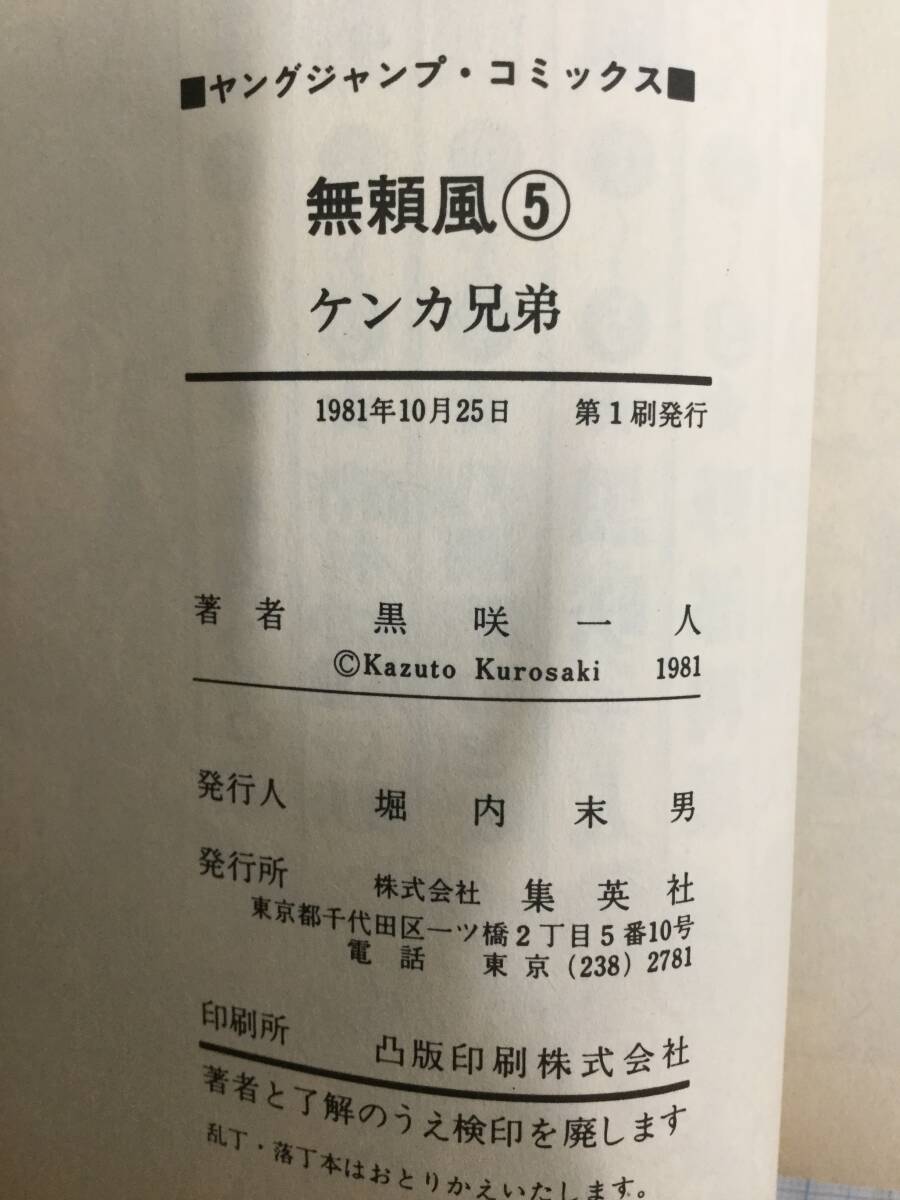 ■ヤングジャンプ・コミックス■
無頼風⑤
ケンカ兄弟
1981年10月25日 第1刷発行
著者 黒咲一人
©Kazuto Kurosaki 1981
発行人 堀内末男
発行所 株式会社 集英社
東京都千代田区一ツ橋2丁目5番10号
電話 東京(238)2781
印刷所 凸版印刷株式会社
著者と了解のうえ検印を廃します
乱丁・落丁本はおとりかえいたします。